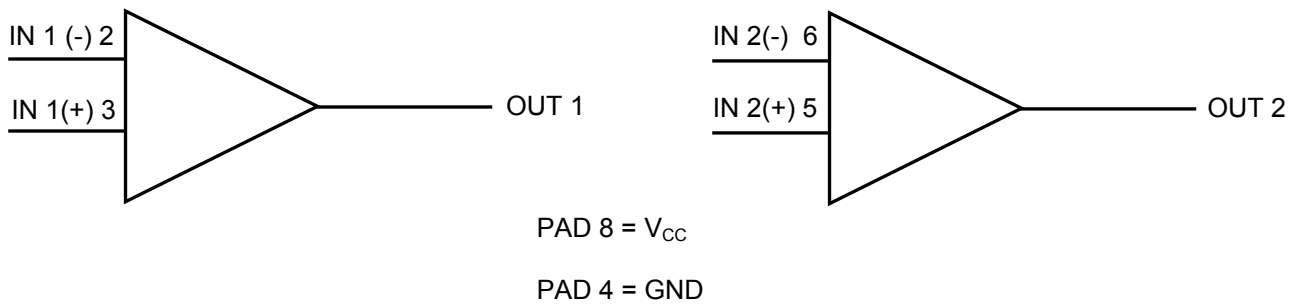 IN 1 (-) 2
IN 1(+) 3
OUT 1
IN 2(-) 6
IN 2(+) 5
OUT 2
PAD 8 = VCC
PAD 4 = GND